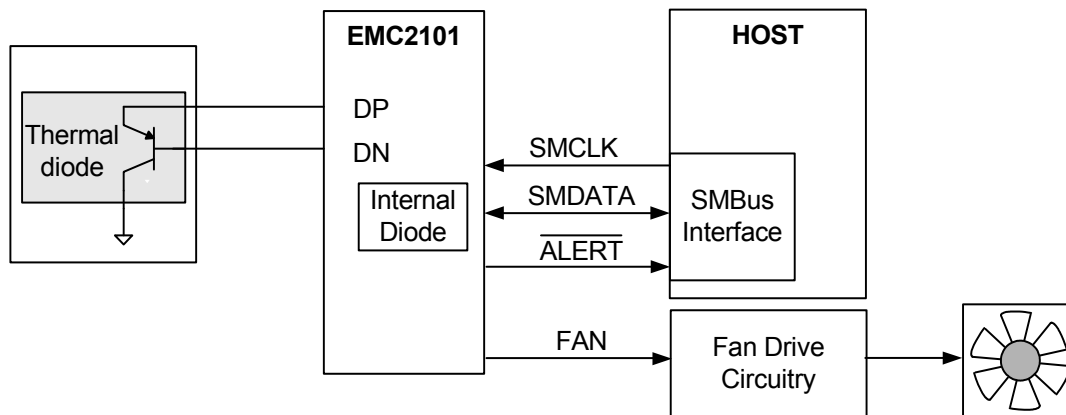 EMC2101
HOST
Thermal
diode
DP
DN
Internal
Diode
SMCLK
SMDATA
ALERT
SMBus
Interface
FAN
Fan Drive
Circuitry